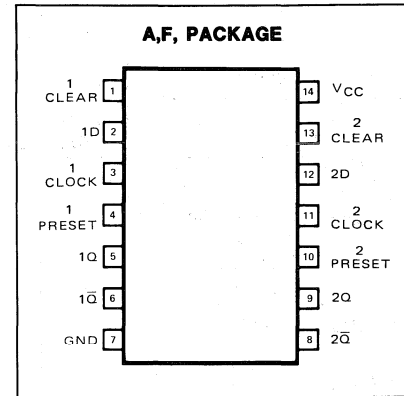 A,F, PACKAGE
1
CLEAR 1
1D 2
1
CLOCK 3
1
PRESET 4
1Q 5
1Q̅ 6
GND 7
14 VCC
2
13 CLEAR
12 2D
2
11 CLOCK
2
10 PRESET
9 2Q
8 2Q̅